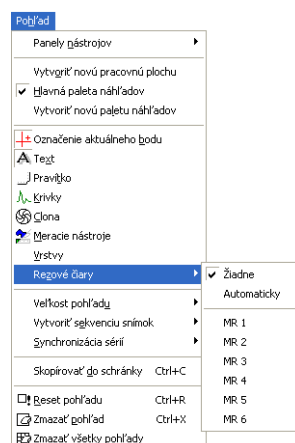 Pohľad
Panely nástrojov
Vytvoriť novú pracovnú plochu
Hlavná paleta náhľadov
Vytvoriť novú paletu náhľadov
Označenie aktuálneho bodu
Text
Pravítko
Krivky
Clona
Meracie nástroje
Vrstvy
Rezové čiary
Žiadne
Automaticky
Veľkost pohľadu
MR 1
Vytvoriť sekvenciu snímok
MR 2
Synchronizácia sérií
MR 3
Skopírovať do schránky Ctrl+C
MR 4
Reset pohľadu Ctrl+R
MR 5
Zmazať pohľad Ctrl+X
MR 6
Zmazať všetky pohľady